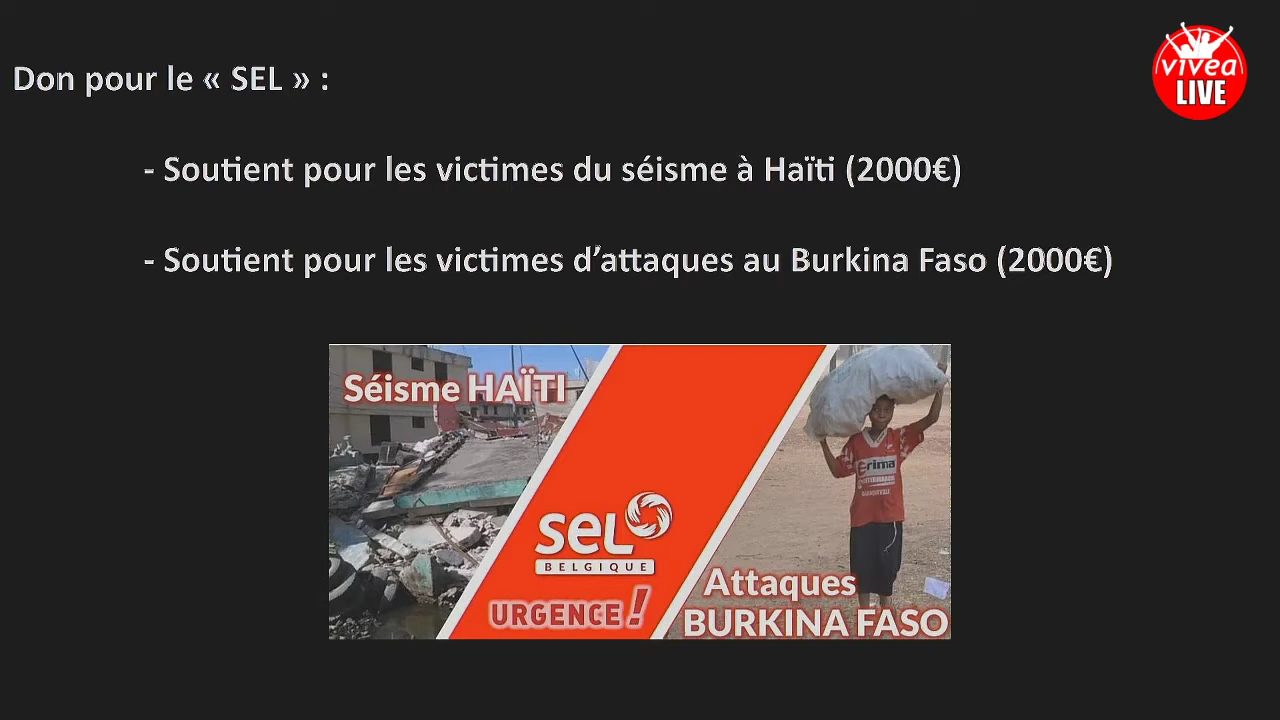 Don pour le « SEL » :
vivea
LIVE
- Soutient pour les victimes du séisme à Haïti (2000€)
- Soutient pour les victimes d’attaques au Burkina Faso (2000€)
Séisme HAÏTI
SEL
BELGIQUE
URGENCE !
rima
Attaques
BURKINA FASO